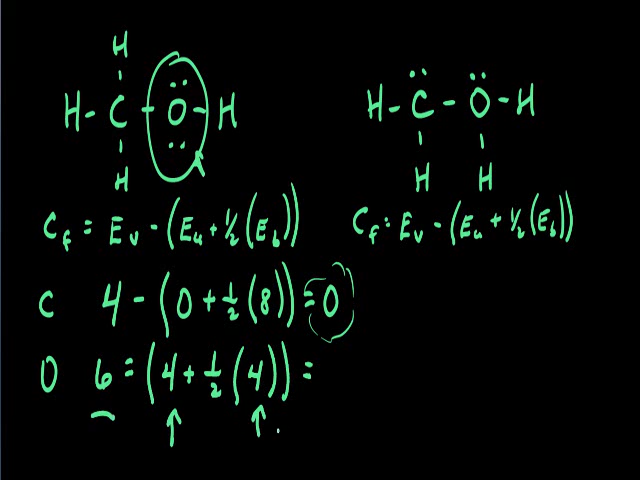 H
H - C - O - H    H - C - O - H
H    H H
C_f = E_v - (E_u + 1/2 (E_b))    C_f = E_v - (E_u + 1/2 (E_b))
C 4 - (0 + 1/2 (8)) = 0
O 6 = (4 + 1/2 (4)) =